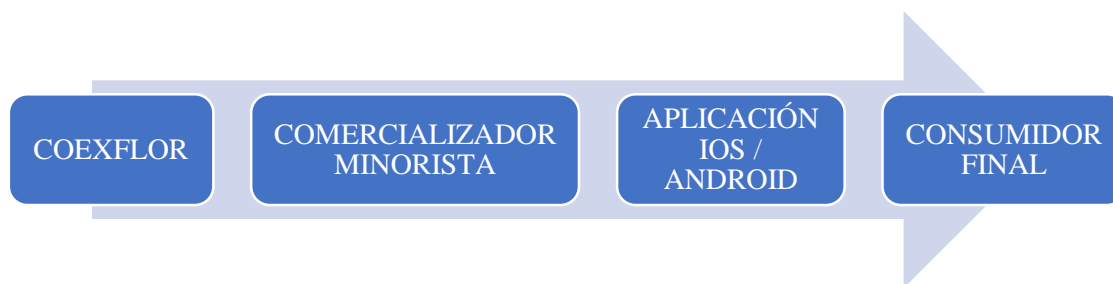 COEXFLOR
COMERCIALIZADOR
MINORISTA
APLICACIÓN
IOS /
ANDROID
CONSUMIDOR
FINAL